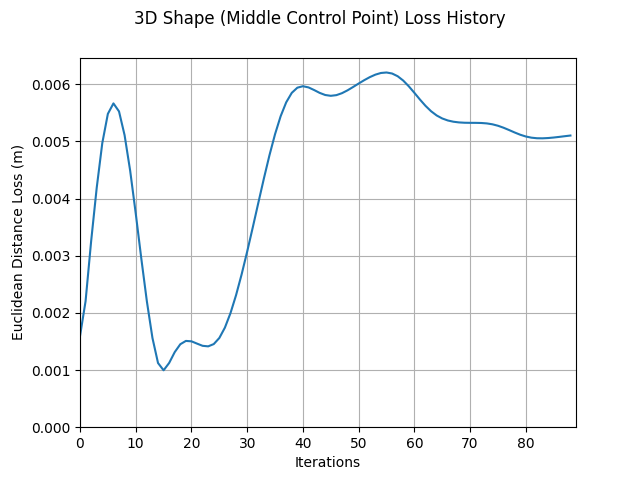 3D Shape (Middle Control Point) Loss History
Euclidean Distance Loss (m)
0.006
0.005
0.004
0.003
0.002
0.001
0.000
0 10 20 30 40 50 60 70 80
Iterations